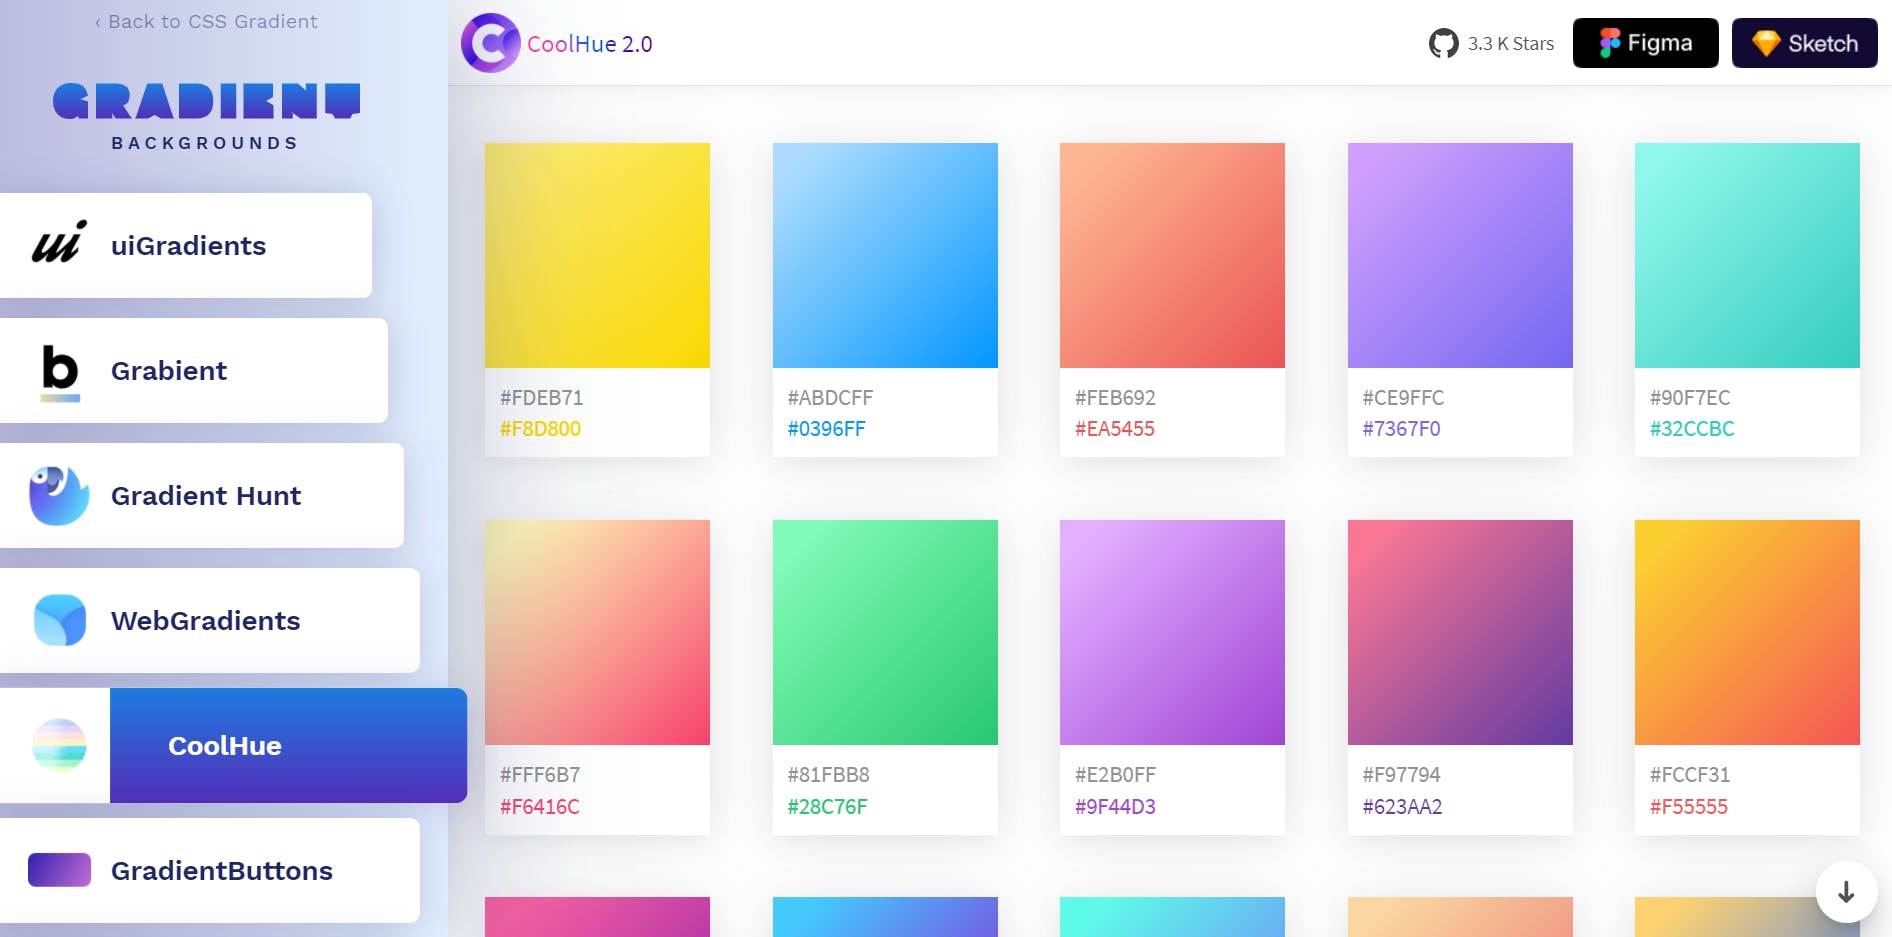 ‹ Back to CSS Gradient
GRADIENT
BACKGROUNDS
ui uiGradients
b Grabient
Gradient Hunt
WebGradients
CoolHue
GradientButtons
CoolHue 2.0
3.3 K Stars
Figma
Sketch
#FDEB71
#F8D800
#ABDCFF
#0396FF
#FEB692
#EA5455
#CE9FFC
#7367F0
#90F7EC
#32CCBC
#FFF6B7
#F6416C
#81FBB8
#28C76F
#E2B0FF
#9F44D3
#F97794
#623AA2
#FCCF31
#F55555